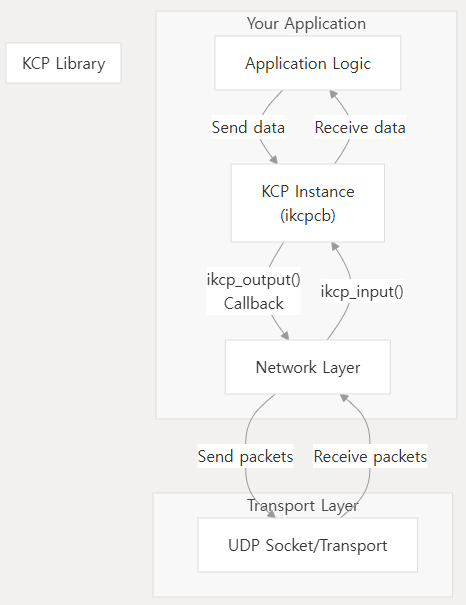 Your Application
KCP Library
Application Logic
Send data
Receive data
KCP Instance
(ikcpcb)
ikcp_output()
Callback
ikcp_input()
Network Layer
Send packets
Receive packets
Transport Layer
UDP Socket/Transport